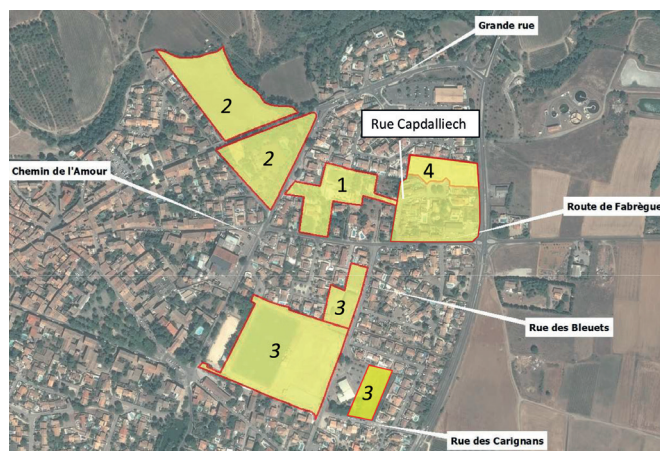 Grande rue
2
Rue Capdalliech
2
4
Chemin de l'Amour
1
Route de Fabrègue
3
Rue des Bleuets
3
3
Rue des Carignans